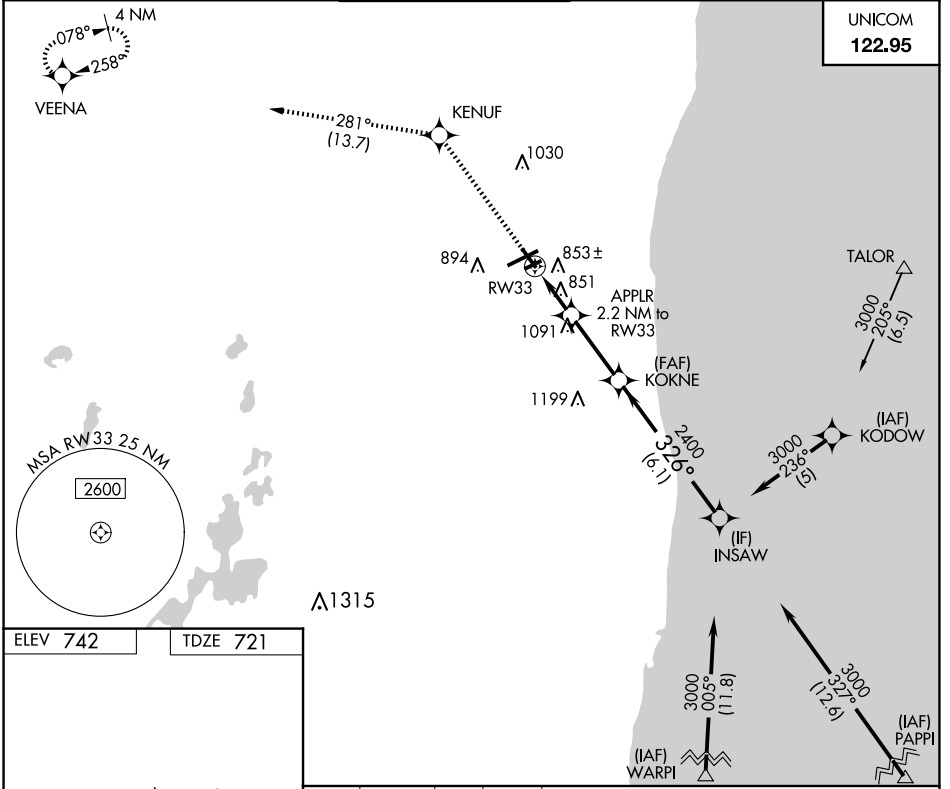 4 NM
078°
258°
VEENA
UNICOM
122.95
KENUF
281°
(13.7)
1030
894
853±
RW33
851
TALOR
APPLR
2.2 NM to
RW33
1091
3000
205°
(6.5)
(FAF)
KOKNE
1199
(IAF)
KODOW
2400
326°
(6.1)
3000
236°
(5)
MSA RW33 25 NM
2600
(IF)
INSAW
1315
ELEV 742
TDZE 721
3000
005°
(11.8)
3000
327°
(12.6)
(IAF)
WARPI
(IAF)
PAPPI